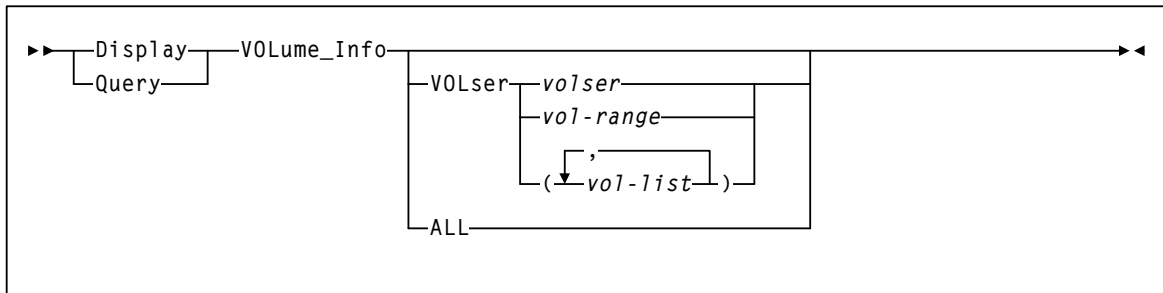 Display VOLume_Info
Query VOLser volser
vol-range
,
( vol-list )
ALL